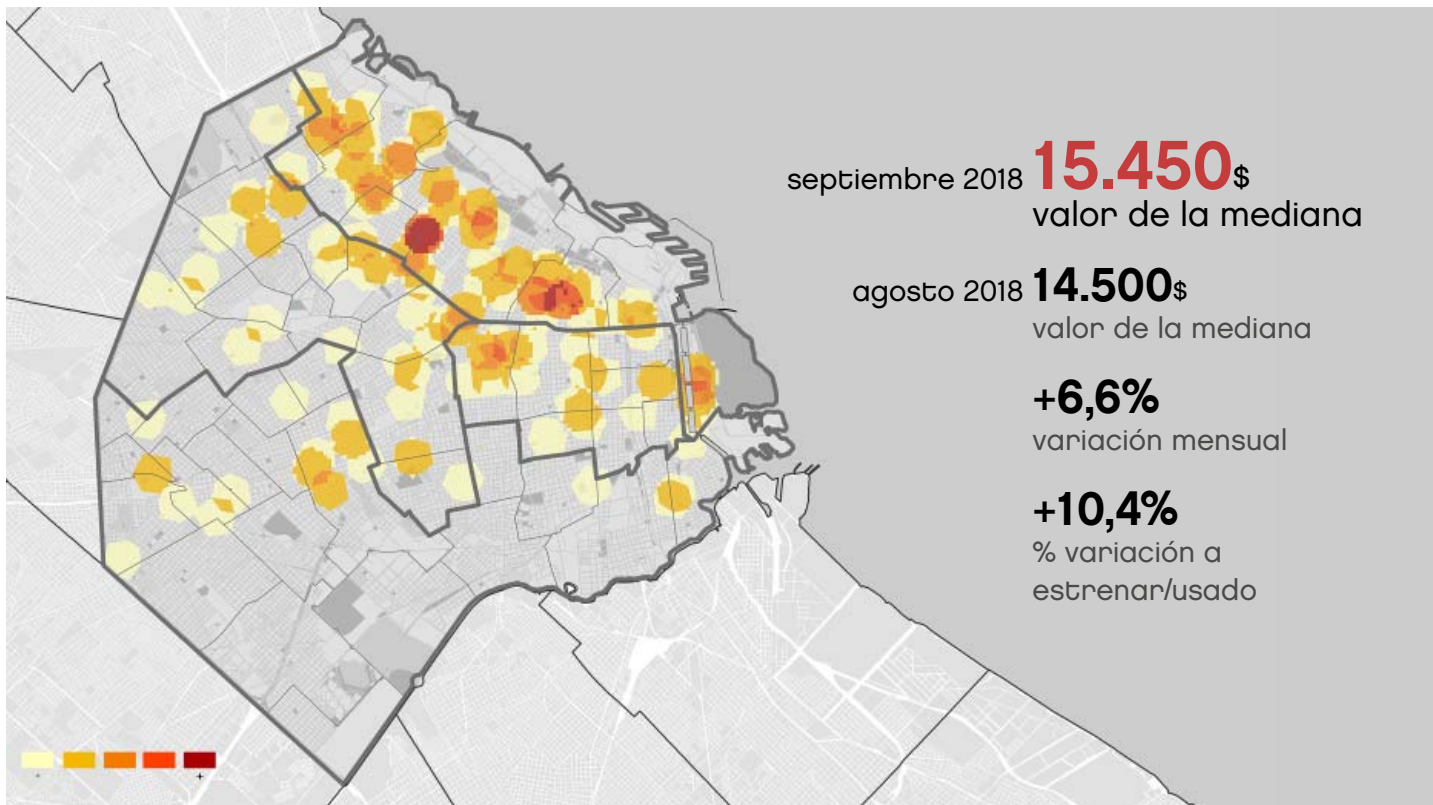 septiembre 2018 15.450$
valor de la mediana
agosto 2018 14.500$
valor de la mediana
+6,6%
variación mensual
+10,4%
% variación a
estrenar/usado
- +